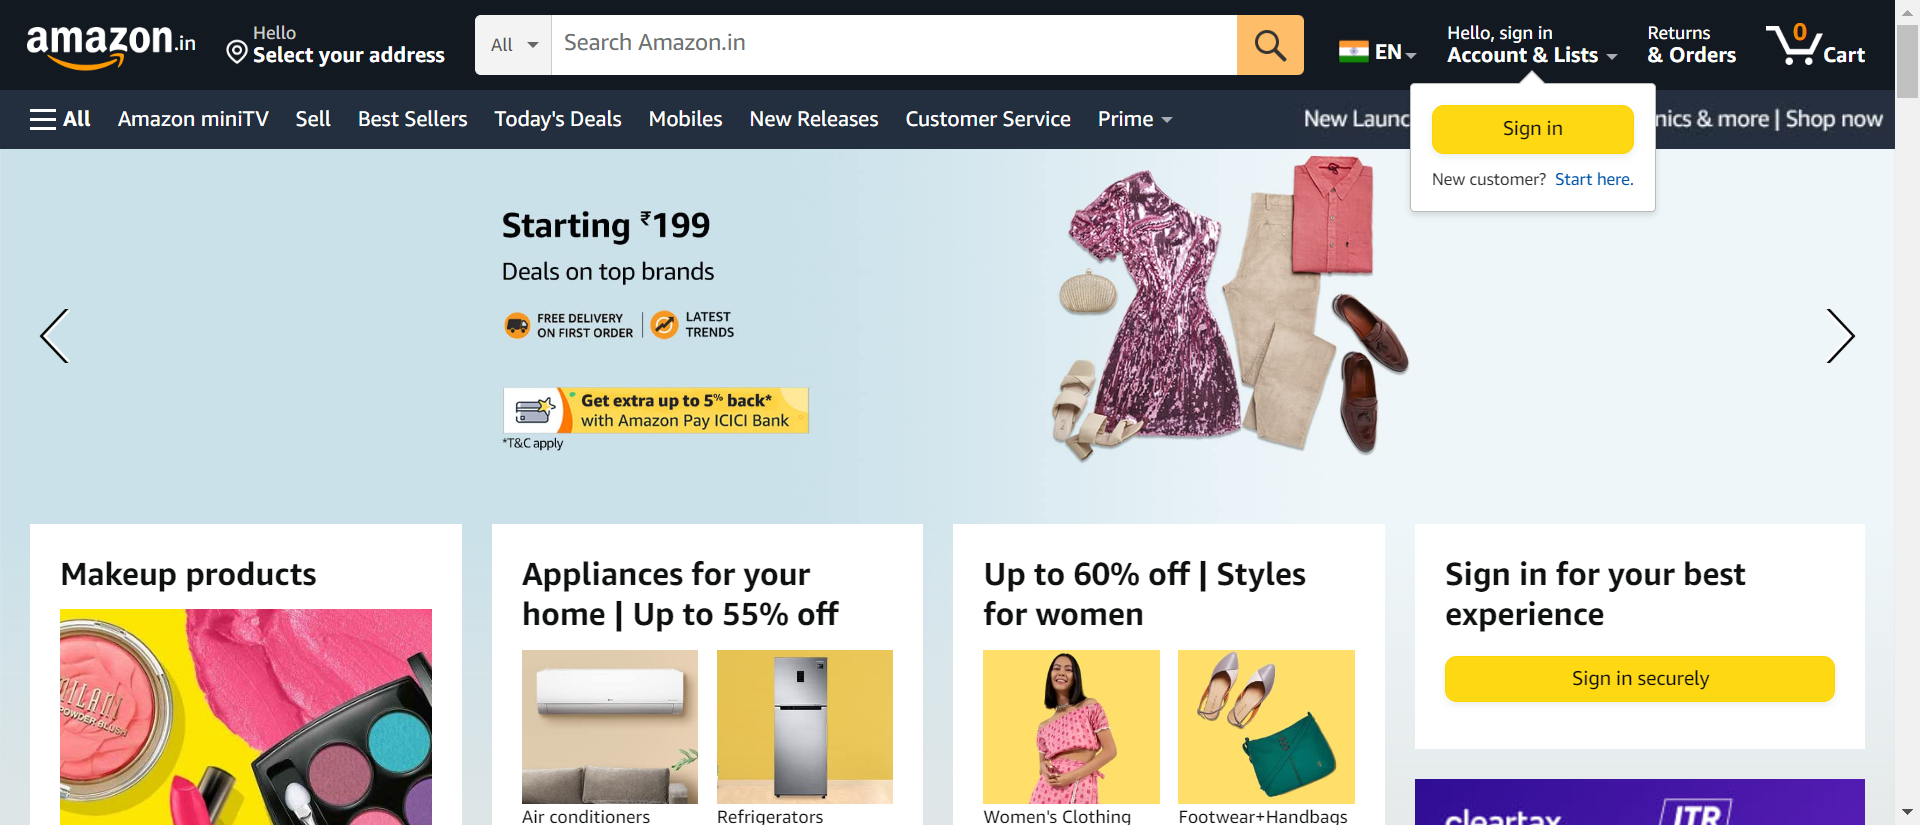 amazon.in
Hello
Select your address
All
Search Amazon.in
EN
Hello, sign in
Account & Lists
Returns
& Orders
0
Cart
All
Amazon miniTV
Sell
Best Sellers
Today's Deals
Mobiles
New Releases
Customer Service
Prime
New
& more | Shop now
Sign in
New customer? Start here.
Starting ₹199
Deals on top brands
FREE DELIVERY
ON FIRST ORDER
LATEST
TRENDS
Get extra up to 5% back*
with Amazon Pay ICICI Bank
*T&C apply
Makeup products
MILANI
POWDER BLUSH
Appliances for your
home | Up to 55% off
Air conditioners
Refrigerators
Up to 60% off | Styles
for women
Women's Clothing
Footwear+Handbags
Sign in for your best
experience
Sign in securely
cleartax
ITR